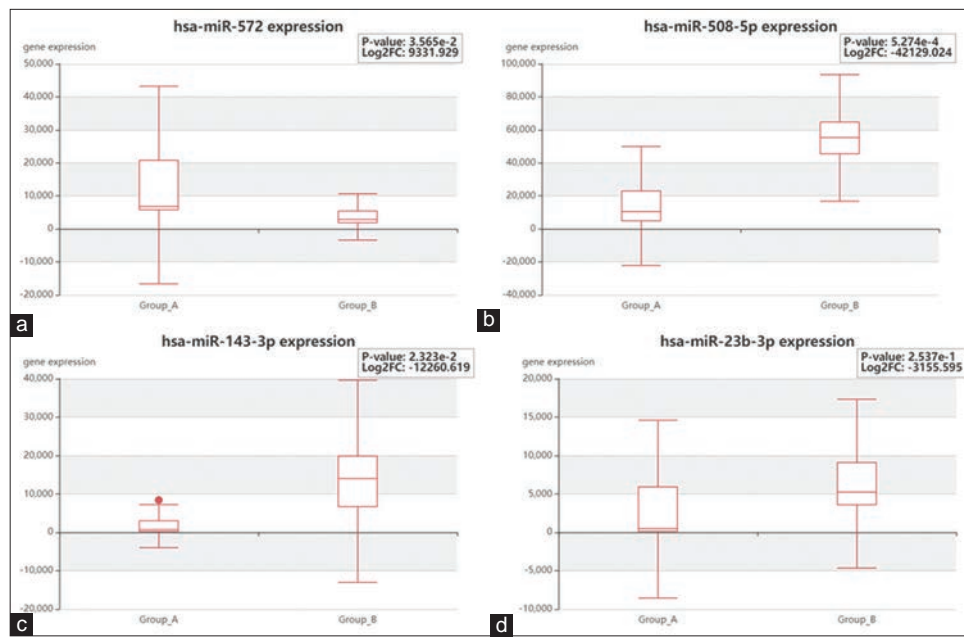 hsa-miR-572 expression
P-value: 3.565e-2
Log2FC: 9331.929
gene expression
50,000
40,000
30,000
20,000
10,000
0
-10,000
-20,000
Group_A
Group_B
a
hsa-miR-508-5p expression
P-value: 5.274e-4
Log2FC: -42129.024
gene expression
100,000
80,000
60,000
40,000
20,000
0
-20,000
-40,000
Group_A
Group_B
b
hsa-miR-143-3p expression
P-value: 2.323e-2
Log2FC: -12260.619
gene expression
40,000
30,000
20,000
10,000
0
-10,000
-20,000
Group_A
Group_B
c
hsa-miR-23b-3p expression
P-value: 2.537e-1
Log2FC: -3155.595
gene expression
20,000
15,000
10,000
5,000
0
-5,000
-10,000
Group_A
Group_B
d